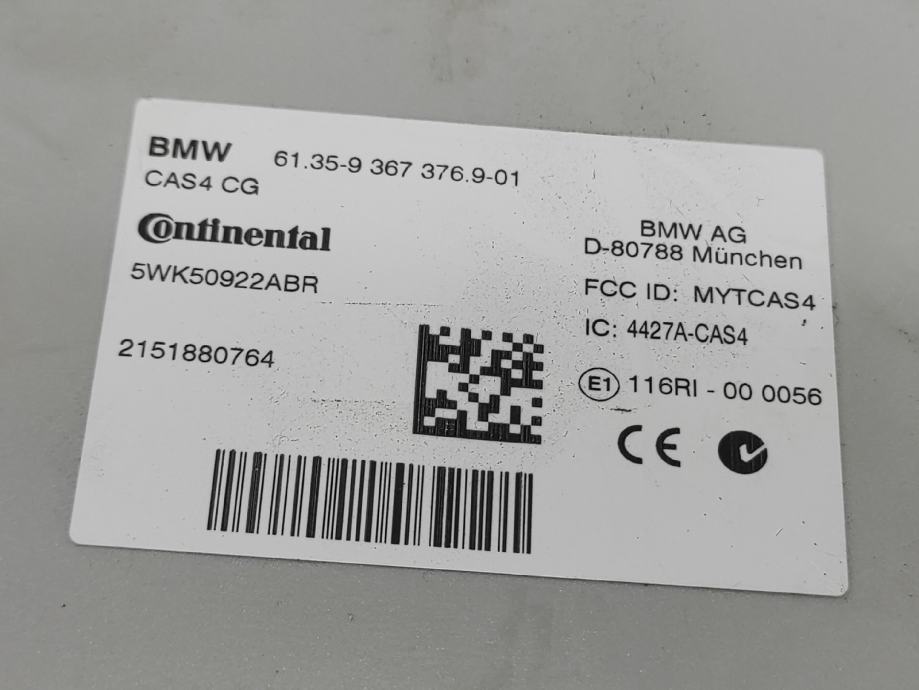 BMW 61.35-9 367 376.9-01
CAS4 CG
Continental
5WK50922ABR
2151880764
BMW AG
D-80788 München
FCC ID: MYTCAS4
IC: 4427A-CAS4
E1 116RI - 00 0056
CE